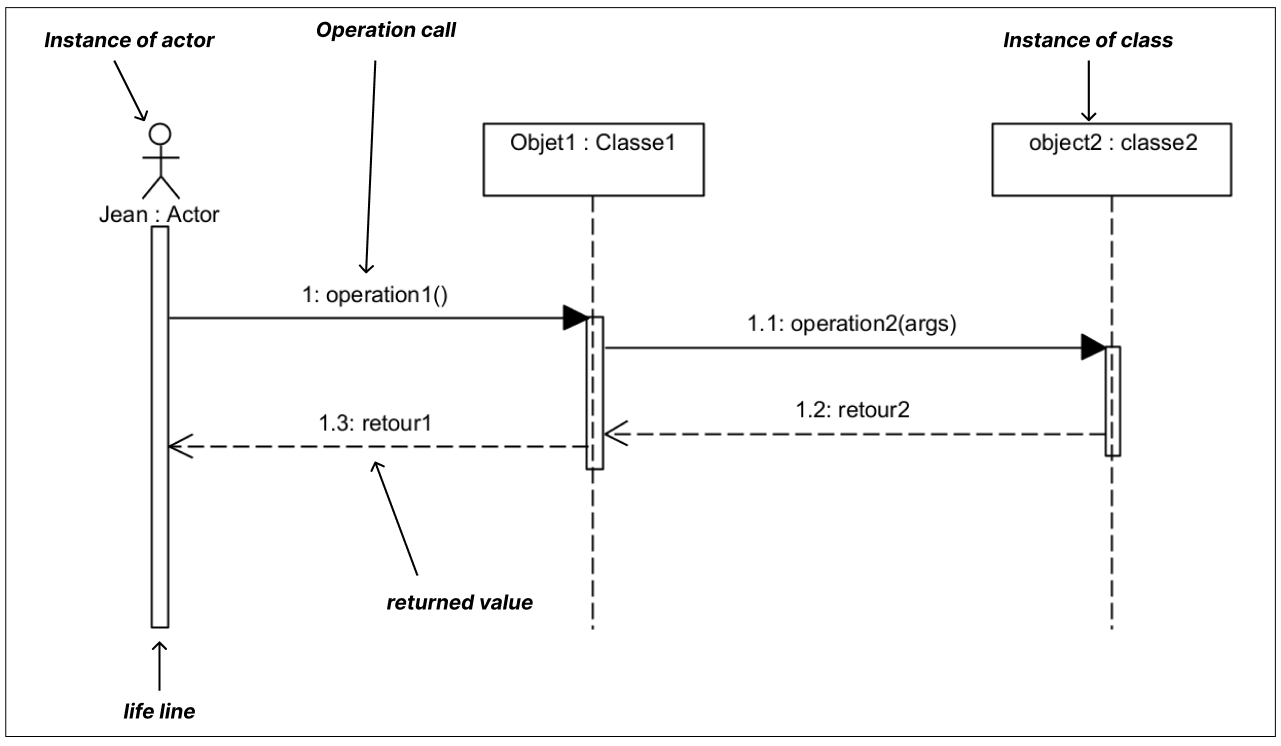 Instance of actor
Operation call
Instance of class
Objet1 : Classe1
object2 : classe2
Jean : Actor
1: operation1()
1.1: operation2(args)
1.2: retour2
1.3: retour1
returned value
life line